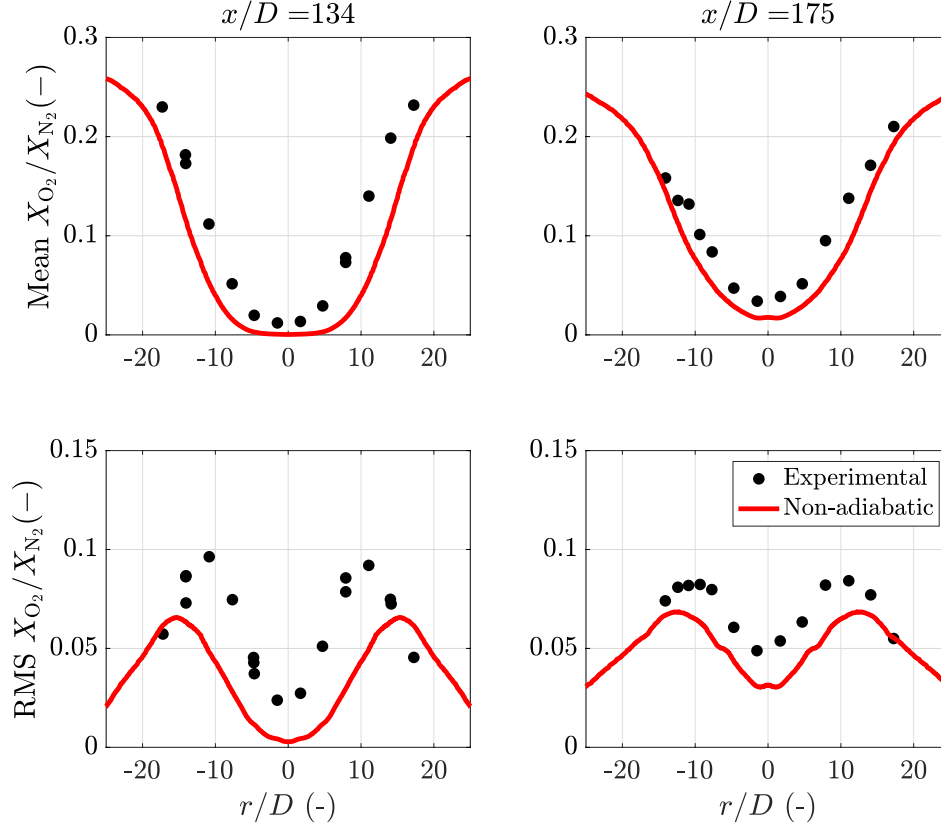 x/D =134
x/D =175
Mean X_O2/X_N2(−)
0.3
0.2
0.1
0
-20 -10 0 10 20
0.3
0.2
0.1
0
-20 -10 0 10 20
RMS X_O2/X_N2(−)
0.15
0.1
0.05
0
-20 -10 0 10 20
r/D (-)
0.15
0.1
0.05
0
Experimental
Non-adiabatic
-20 -10 0 10 20
r/D (-)